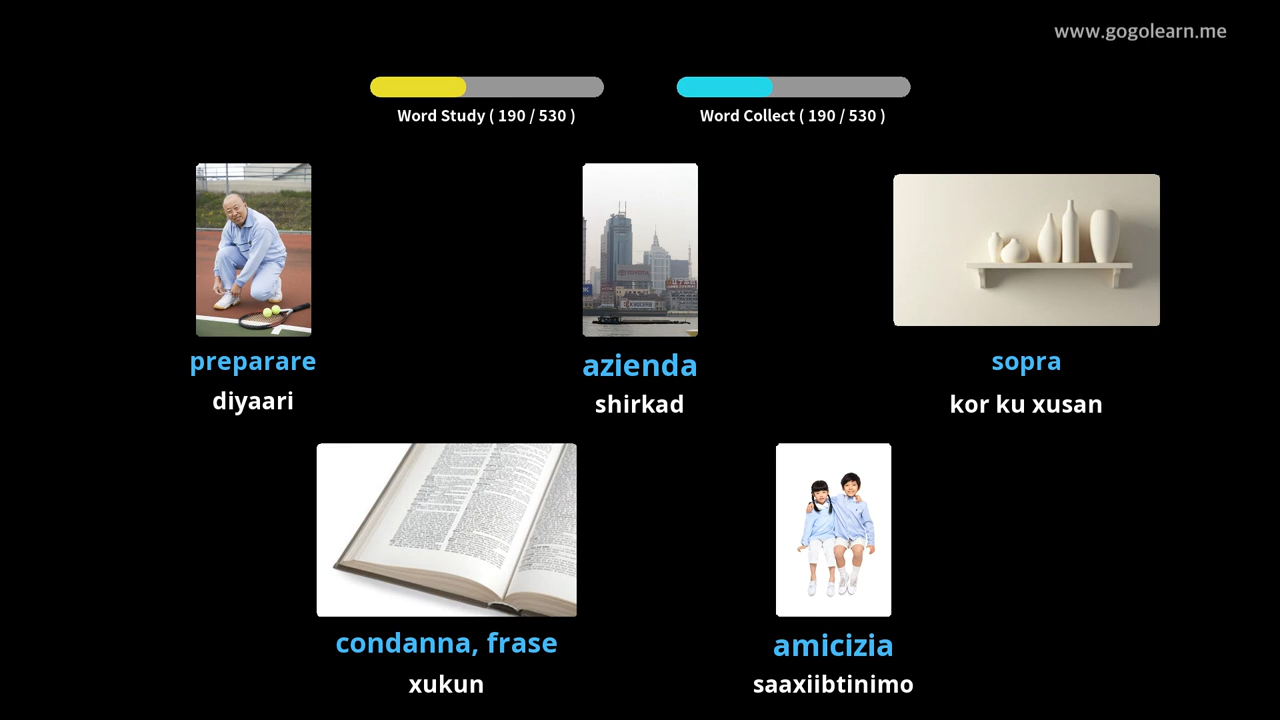 www.gogolearn.me
Word Study ( 190 / 530 )
Word Collect ( 190 / 530 )
TOYOTA
preparare
azienda
sopra
diyaari
shirkad
kor ku xusan
condanna, frase
amicizia
xukun
saaxiibtinimo